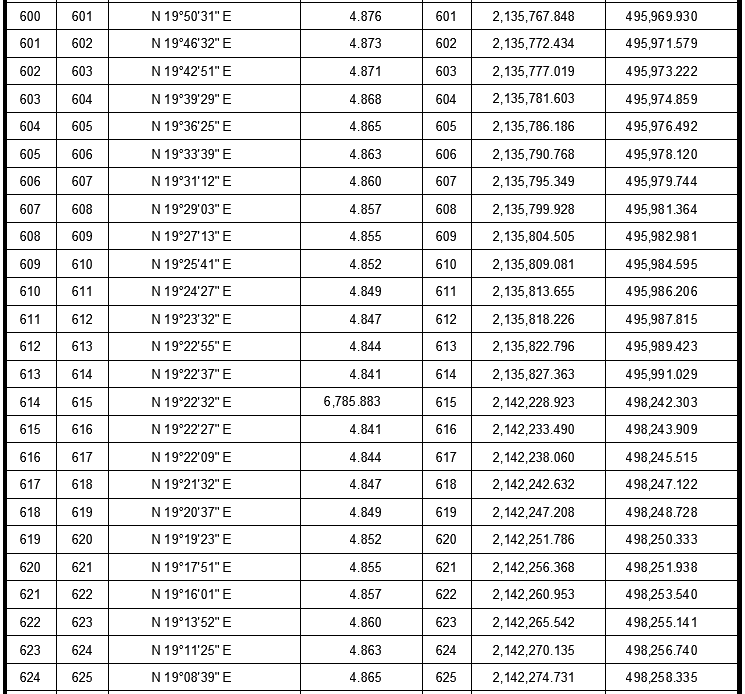 600 601 N 19°50'31" E 4.876 601 2,135,767.848 495,969.930
601 602 N 19°46'32" E 4.873 602 2,135,772.434 495,971.579
602 603 N 19°42'51" E 4.871 603 2,135,777.019 495,973.222
603 604 N 19°39'29" E 4.868 604 2,135,781.603 495,974.859
604 605 N 19°36'25" E 4.865 605 2,135,786.186 495,976.492
605 606 N 19°33'39" E 4.863 606 2,135,790.768 495,978.120
606 607 N 19°31'12" E 4.860 607 2,135,795.349 495,979.744
607 608 N 19°29'03" E 4.857 608 2,135,799.928 495,981.364
608 609 N 19°27'13" E 4.855 609 2,135,804.505 495,982.981
609 610 N 19°25'41" E 4.852 610 2,135,809.081 495,984.595
610 611 N 19°24'27" E 4.849 611 2,135,813.655 495,986.206
611 612 N 19°23'32" E 4.847 612 2,135,818.226 495,987.815
612 613 N 19°22'55" E 4.844 613 2,135,822.796 495,989.423
613 614 N 19°22'37" E 4.841 614 2,135,827.363 495,991.029
614 615 N 19°22'32" E 6,785.883 615 2,142,228.923 498,242.303
615 616 N 19°22'27" E 4.841 616 2,142,233.490 498,243.909
616 617 N 19°22'09" E 4.844 617 2,142,238.060 498,245.515
617 618 N 19°21'32" E 4.847 618 2,142,242.632 498,247.122
618 619 N 19°20'37" E 4.849 619 2,142,247.208 498,248.728
619 620 N 19°19'23" E 4.852 620 2,142,251.786 498,250.333
620 621 N 19°17'51" E 4.855 621 2,142,256.368 498,251.938
621 622 N 19°16'01" E 4.857 622 2,142,260.953 498,253.540
622 623 N 19°13'52" E 4.860 623 2,142,265.542 498,255.141
623 624 N 19°11'25" E 4.863 624 2,142,270.135 498,256.740
624 625 N 19°08'39" E 4.865 625 2,142,274.731 498,258.335